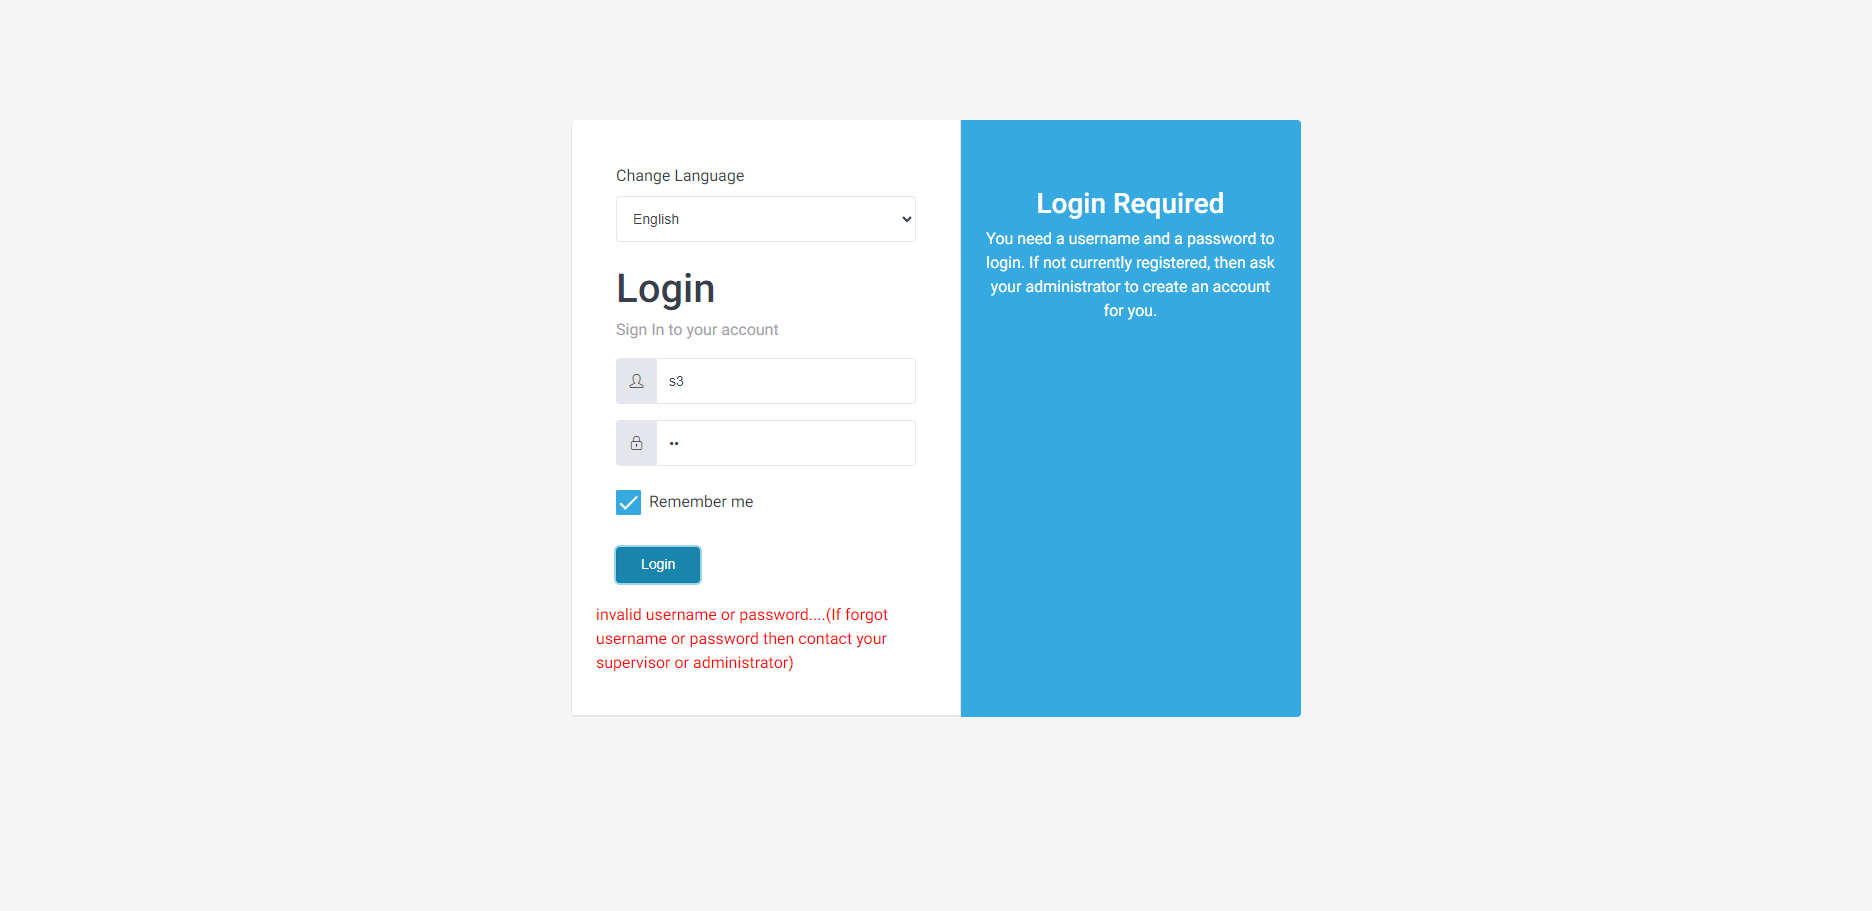 Change Language
English
Login
Sign In to your account
s3
••
Remember me
Login
invalid username or password....(If forgot
username or password then contact your
supervisor or administrator)
Login Required
You need a username and a password to
login. If not currently registered, then ask
your administrator to create an account
for you.